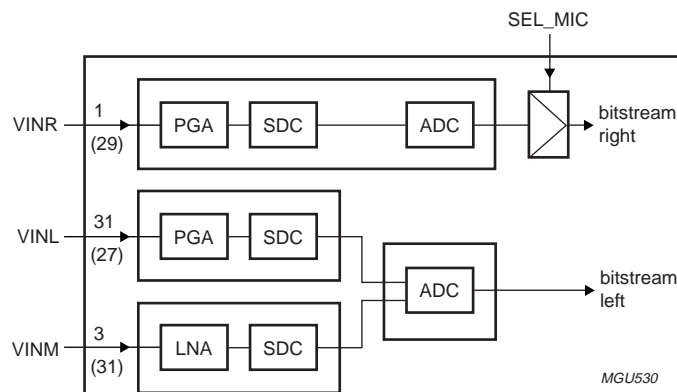 SEL_MIC
VINR
1
(29)
PGA
SDC
ADC
bitstream
right
VINL
31
(27)
PGA
SDC
ADC
bitstream
left
VINM
3
(31)
LNA
SDC
MGU530